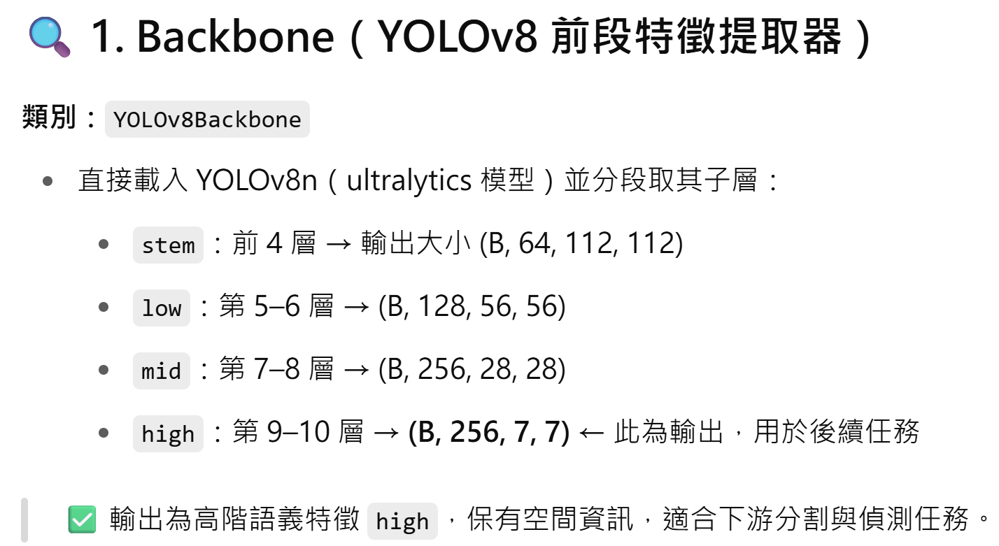 🔍 1. Backbone（YOLOv8 前段特徵提取器）
類別：YOLOv8Backbone
• 直接載入 YOLOv8n（ultralytics 模型）並分段取其子層：
• stem：前 4 層 → 輸出大小 (B, 64, 112, 112)
• low：第 5–6 層 → (B, 128, 56, 56)
• mid：第 7–8 層 → (B, 256, 28, 28)
• high：第 9–10 層 → (B, 256, 7, 7) ← 此為輸出，用於後續任務
✅ 輸出為高階語義特徵 high，保有空間資訊，適合下游分割與偵測任務。